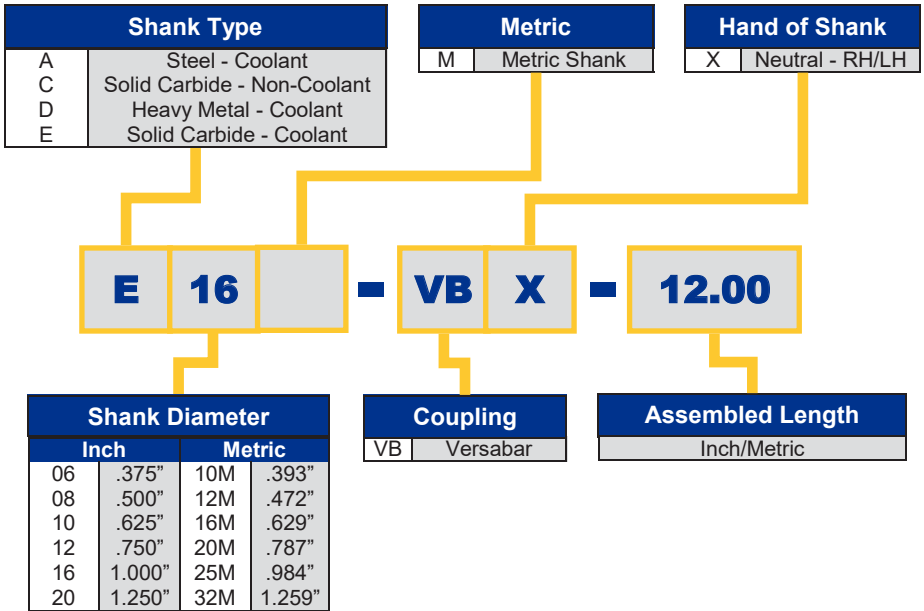 Shank Type
A Steel - Coolant
C Solid Carbide - Non-Coolant
D Heavy Metal - Coolant
E Solid Carbide - Coolant
Metric
M Metric Shank
Hand of Shank
X Neutral - RH/LH
E 16 - VB X - 12.00
Shank Diameter
Inch Metric
06 .375” 10M .393”
08 .500” 12M .472”
10 .625” 16M .629”
12 .750” 20M .787”
16 1.000” 25M .984”
20 1.250” 32M 1.259”
Coupling
VB Versabar
Assembled Length
Inch/Metric